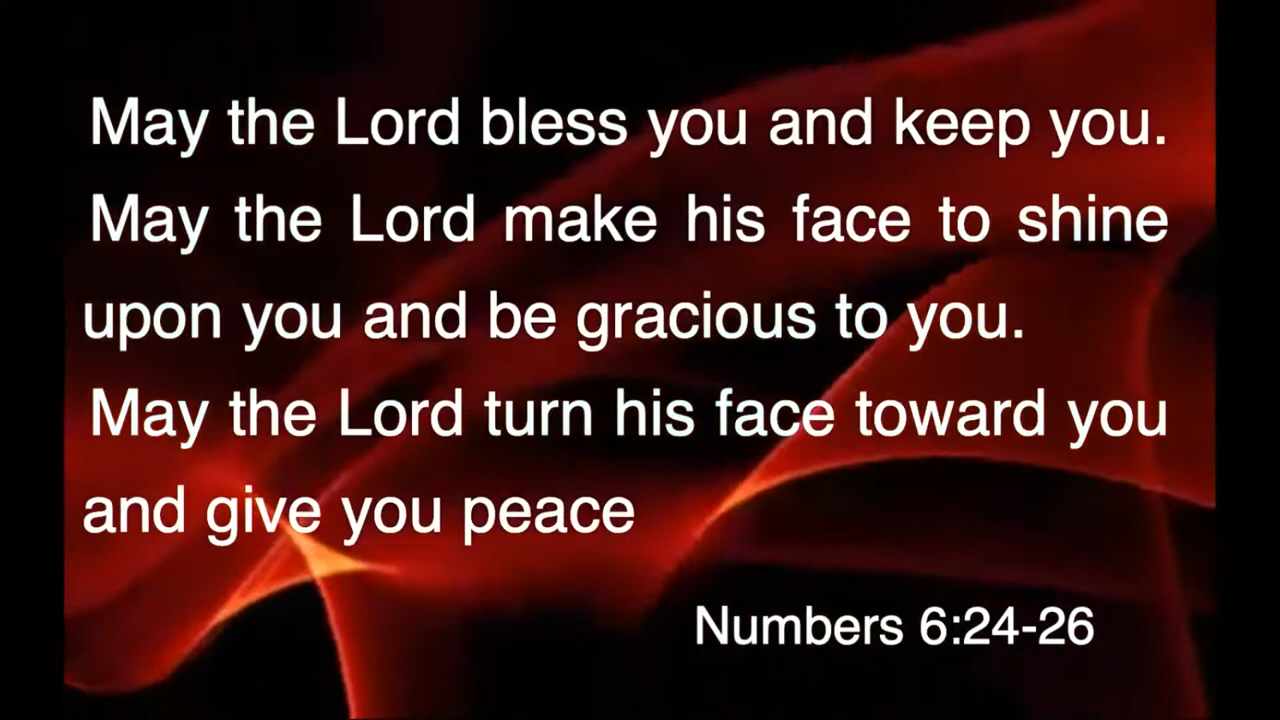 May the Lord bless you and keep you.
May the Lord make his face to shine
upon you and be gracious to you.
May the Lord turn his face toward you
and give you peace
Numbers 6:24-26